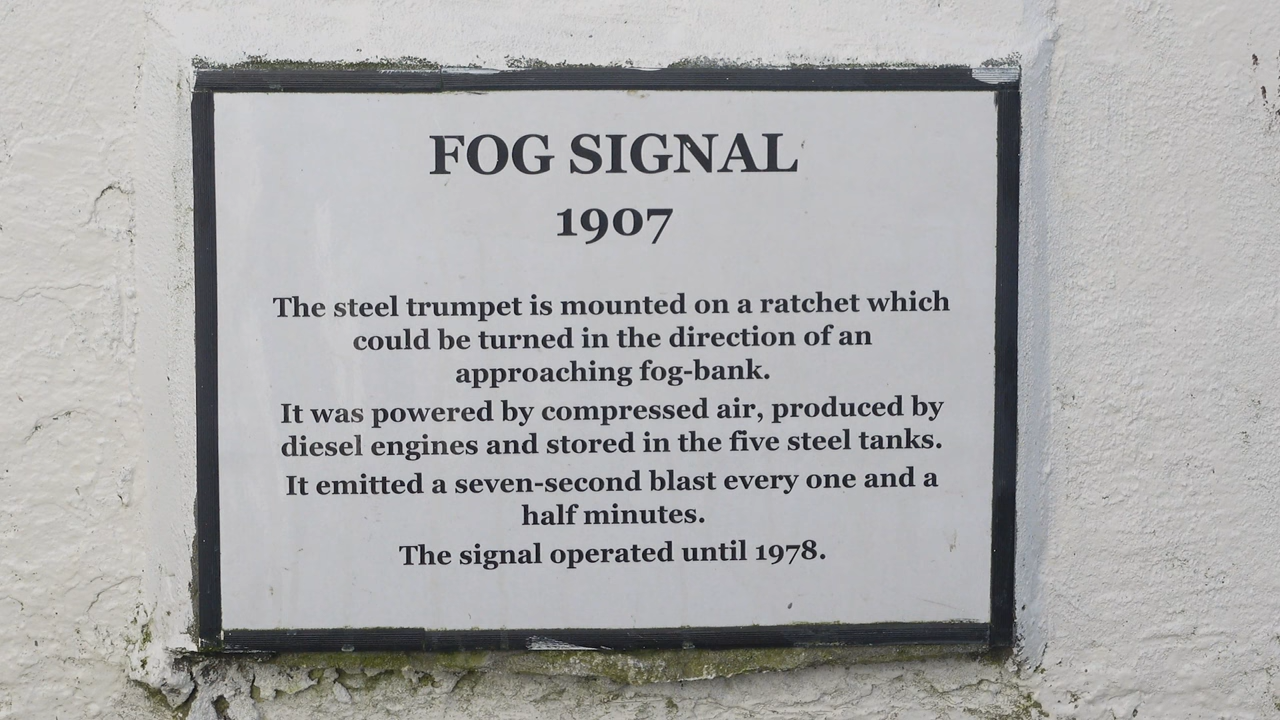 FOG SIGNAL
1907
The steel trumpet is mounted on a ratchet which
could be turned in the direction of an
approaching fog-bank.
It was powered by compressed air, produced by
diesel engines and stored in the five steel tanks.
It emitted a seven-second blast every one and a
half minutes.
The signal operated until 1978.